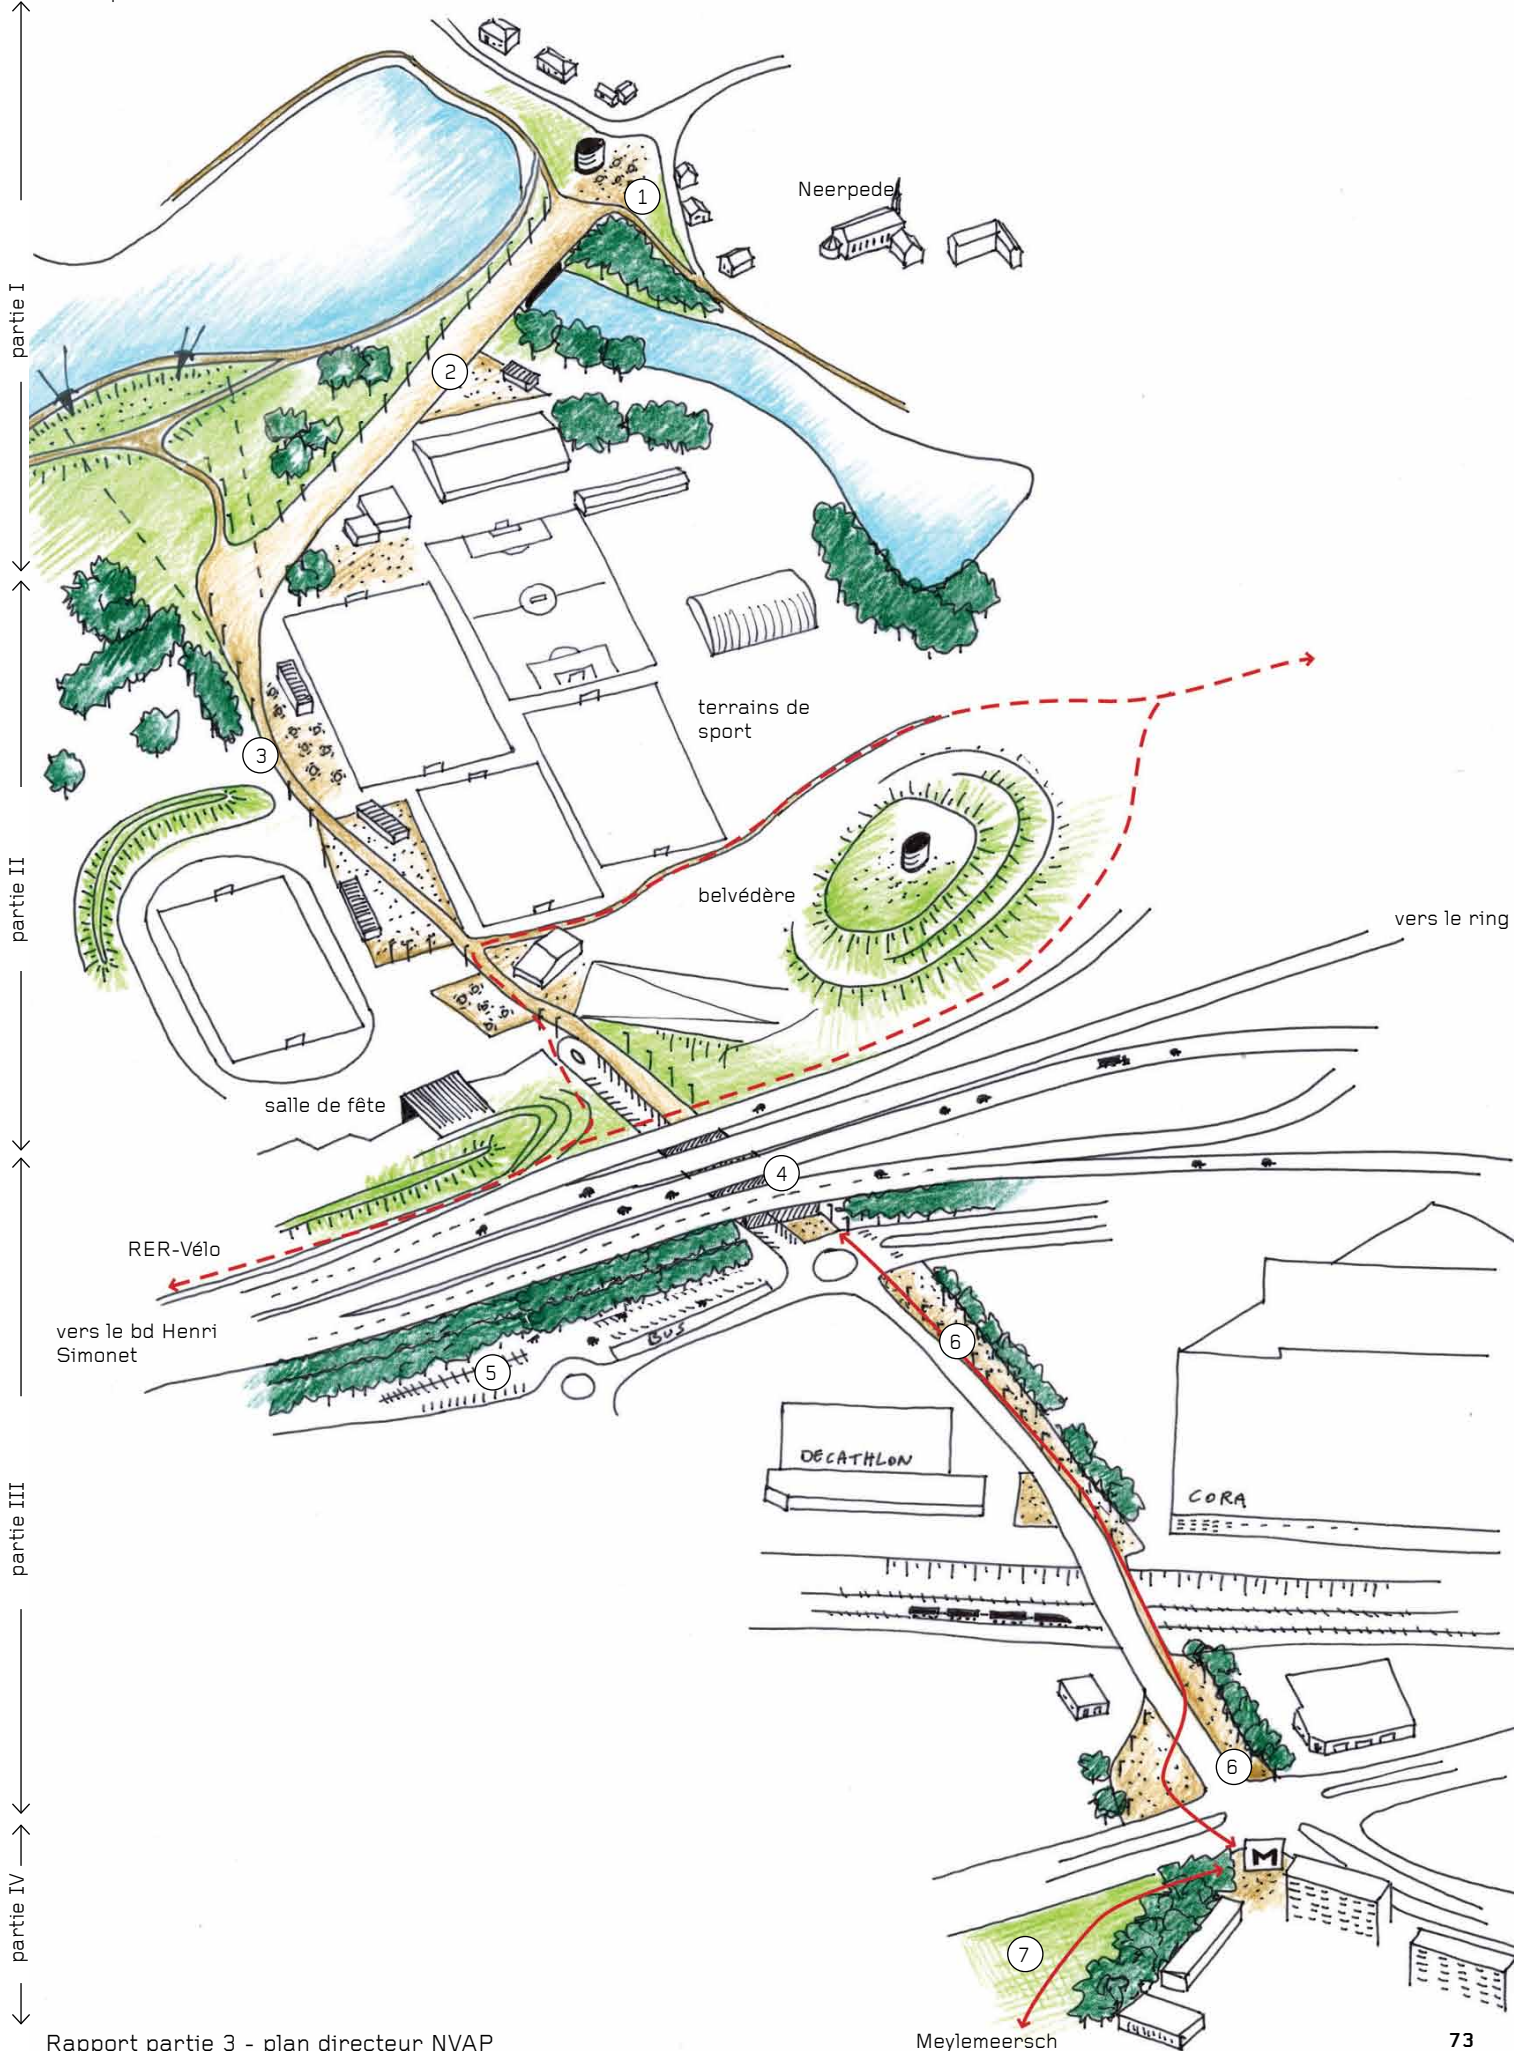 1
Neerpede
partie I
2
terrains de
sport
3
partie II
belvédère
vers le ring
salle de fête
4
RER-Vélo
vers le bd Henri
Simonet
BUS
5
6
DECATHLON
CORA
partie III
6
M
partie IV
7
Rapport partie 3 - plan directeur NVAP
Meylemeersch
73